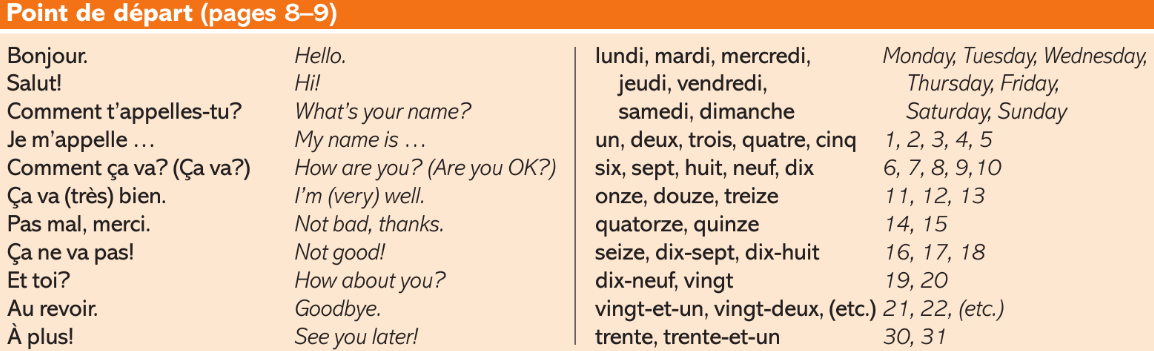 Point de départ (pages 8–9)
Bonjour. Hello.
Salut! Hi!
Comment t’appelles-tu? What’s your name?
Je m’appelle … My name is …
Comment ça va? (Ça va?) How are you? (Are you OK?)
Ça va (très) bien. I’m (very) well.
Pas mal, merci. Not bad, thanks.
Ça ne va pas! Not good!
Et toi? How about you?
Au revoir. Goodbye.
À plus! See you later!
lundi, mardi, mercredi, Monday, Tuesday, Wednesday,
jeudi, vendredi, Thursday, Friday,
samedi, dimanche Saturday, Sunday
un, deux, trois, quatre, cinq 1, 2, 3, 4, 5
six, sept, huit, neuf, dix 6, 7, 8, 9,10
onze, douze, treize 11, 12, 13
quatorze, quinze 14, 15
seize, dix-sept, dix-huit 16, 17, 18
dix-neuf, vingt 19, 20
vingt-et-un, vingt-deux, (etc.) 21, 22, (etc.)
trente, trente-et-un 30, 31